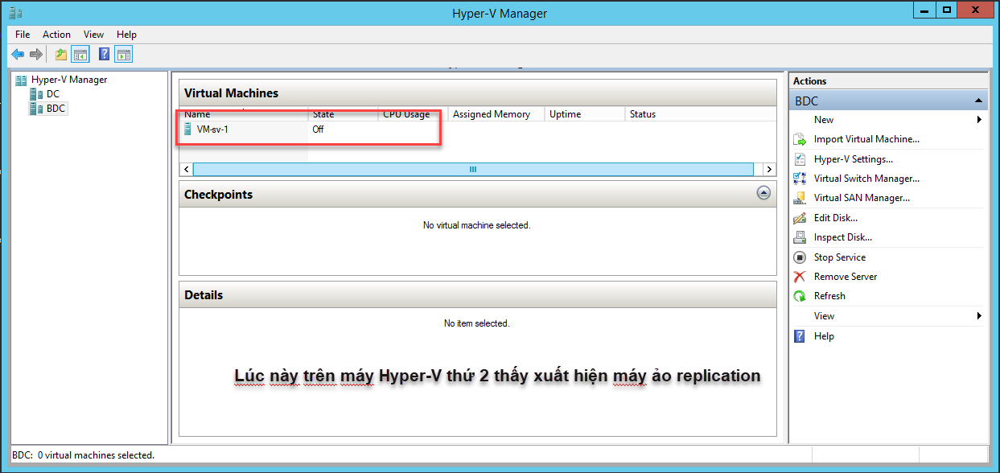 Hyper-V Manager
File Action View Help
Hyper-V Manager
DC
BDC
Virtual Machines
Name State CPU Usage Assigned Memory Uptime Status
VM-sv-1 Off
Checkpoints
No virtual machine selected.
Details
No item selected.
Lúc này trên máy Hyper-V thứ 2 thấy xuất hiện máy ảo replication
Actions
BDC
New
Import Virtual Machine...
Hyper-V Settings...
Virtual Switch Manager...
Virtual SAN Manager...
Edit Disk...
Inspect Disk...
Stop Service
Remove Server
Refresh
View
Help
BDC: 0 virtual machines selected.